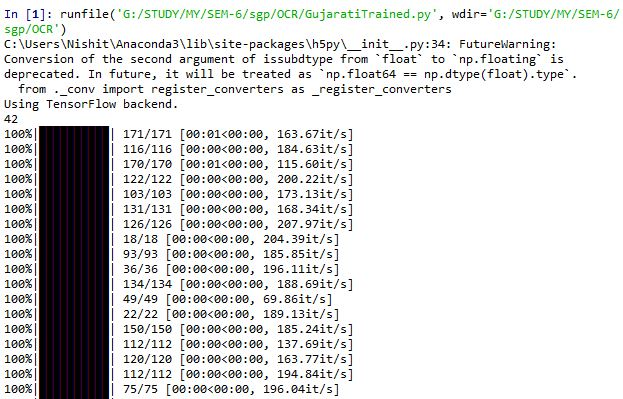 In [1]: runfile('G:/STUDY/MY/SEM-6/sgp/OCR/GujaratiTrained.py', wdir='G:/STUDY/MY/SEM-6/
sgp/OCR')
C:\Users\Nishit\Anaconda3\lib\site-packages\h5py\__init__.py:34: FutureWarning:
Conversion of the second argument of issubdtype from `float` to `np.floating` is
deprecated. In future, it will be treated as `np.float64 == np.dtype(float).type`.
  from ._conv import register_converters as _register_converters
Using TensorFlow backend.
42
100%|██████████| 171/171 [00:01<00:00, 163.67it/s]
100%|██████████| 116/116 [00:00<00:00, 184.63it/s]
100%|██████████| 170/170 [00:01<00:00, 115.60it/s]
100%|██████████| 122/122 [00:00<00:00, 200.22it/s]
100%|██████████| 103/103 [00:00<00:00, 173.13it/s]
100%|██████████| 131/131 [00:00<00:00, 168.34it/s]
100%|██████████| 126/126 [00:00<00:00, 207.97it/s]
100%|██████████| 18/18 [00:00<00:00, 204.39it/s]
100%|██████████| 93/93 [00:00<00:00, 185.85it/s]
100%|██████████| 36/36 [00:00<00:00, 196.11it/s]
100%|██████████| 134/134 [00:00<00:00, 188.69it/s]
100%|██████████| 49/49 [00:00<00:00, 69.86it/s]
100%|██████████| 22/22 [00:00<00:00, 189.13it/s]
100%|██████████| 150/150 [00:00<00:00, 185.24it/s]
100%|██████████| 112/112 [00:00<00:00, 137.69it/s]
100%|██████████| 120/120 [00:00<00:00, 163.77it/s]
100%|██████████| 112/112 [00:00<00:00, 194.84it/s]
100%|██████████| 75/75 [00:00<00:00, 196.04it/s]